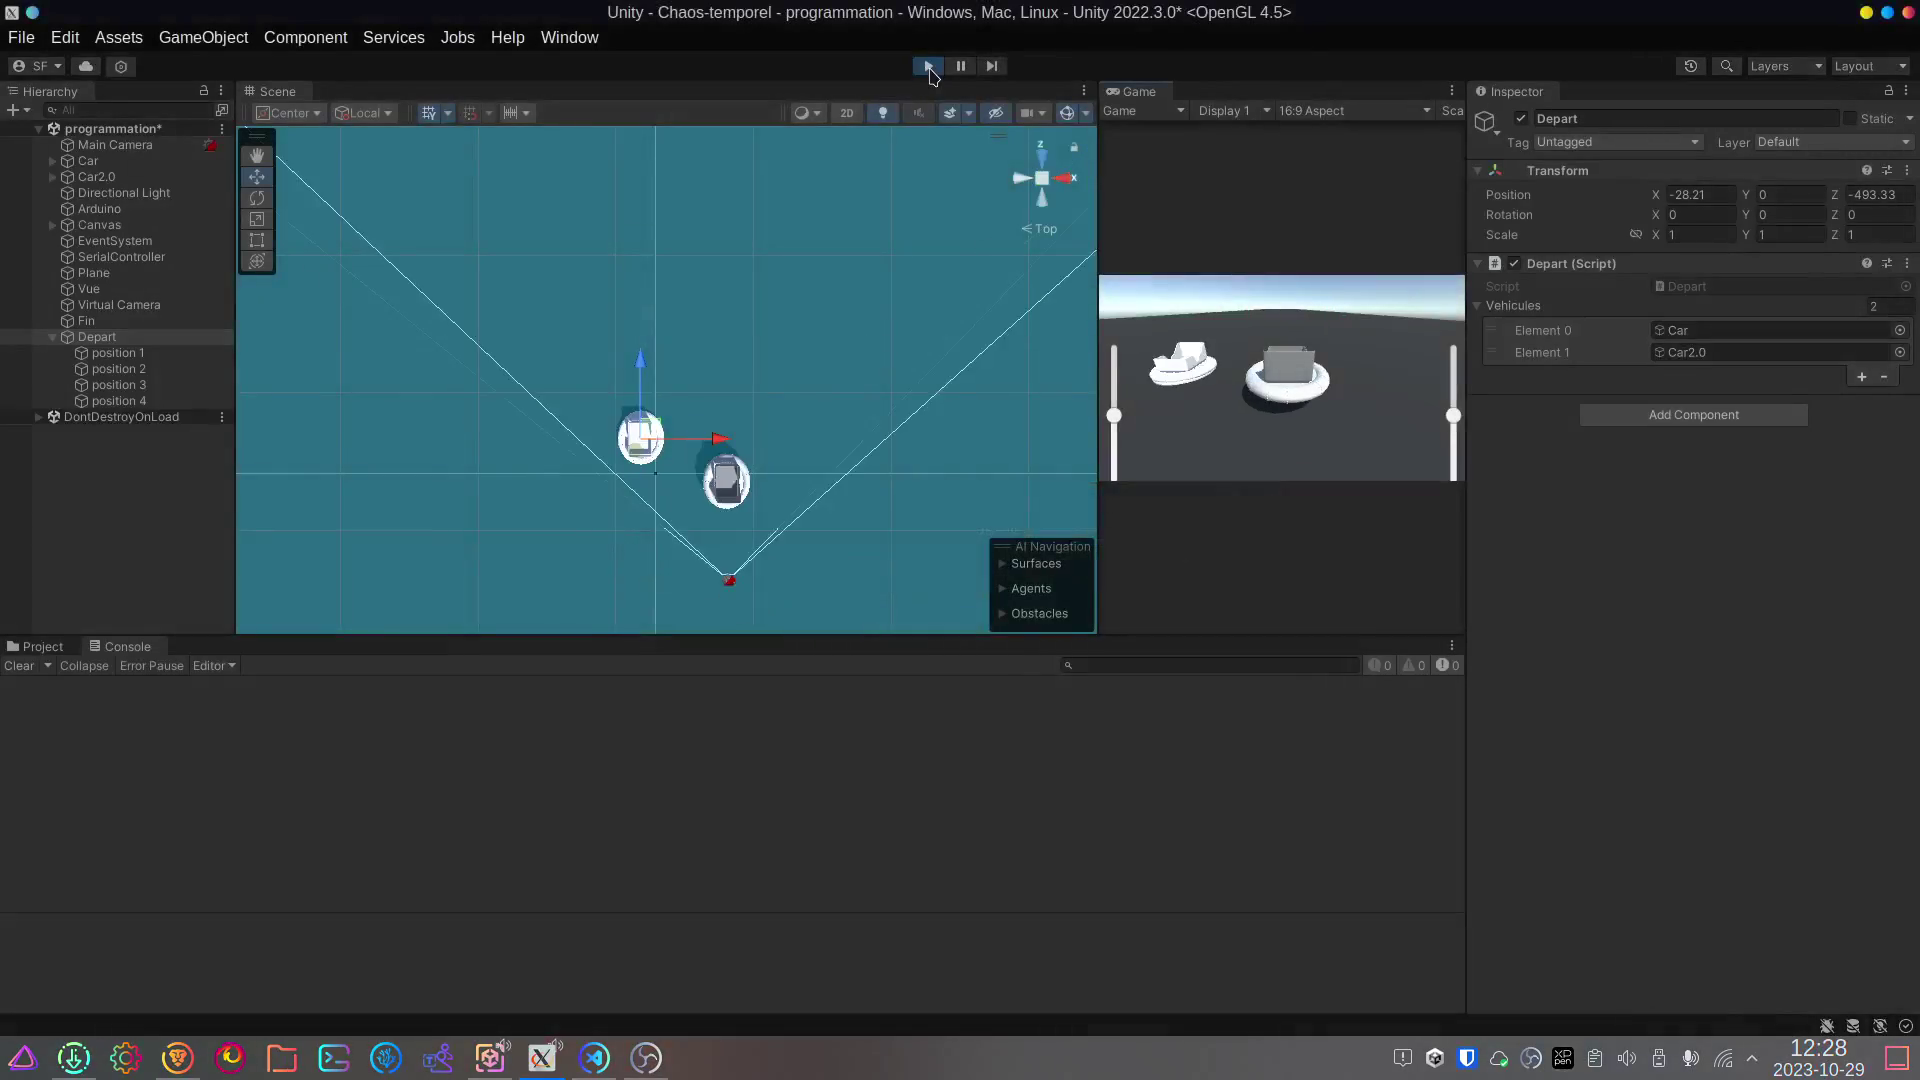 Unity - Chaos-temporel - programmation - Windows, Mac, Linux - Unity 2022.3.0* <OpenGL 4.5>
File Edit Assets GameObject Component Services Jobs Help Window
SF
Layers Layout
Hierarchy
All
programmation*
Main Camera
Car
Car2.0
Directional Light
Arduino
Canvas
EventSystem
SerialController
Plane
Vue
Virtual Camera
Fin
Depart
position 1
position 2
position 3
position 4
DontDestroyOnLoad
Scene
Center Local 2D
z
x
Top
AI Navigation
Surfaces
Agents
Obstacles
Game
Game Display 1 16:9 Aspect Sca
Inspector
Depart Static
Tag Untagged Layer Default
Transform
Position X -28.21 Y 0 Z -493.33
Rotation X 0 Y 0 Z 0
Scale X 1 Y 1 Z 1
Depart (Script)
Script Depart
Vehicules 2
Element 0 Car
Element 1 Car2.0
Add Component
Project Console
Clear Collapse Error Pause Editor
0 0 0
XP PEN
12:28
2023-10-29